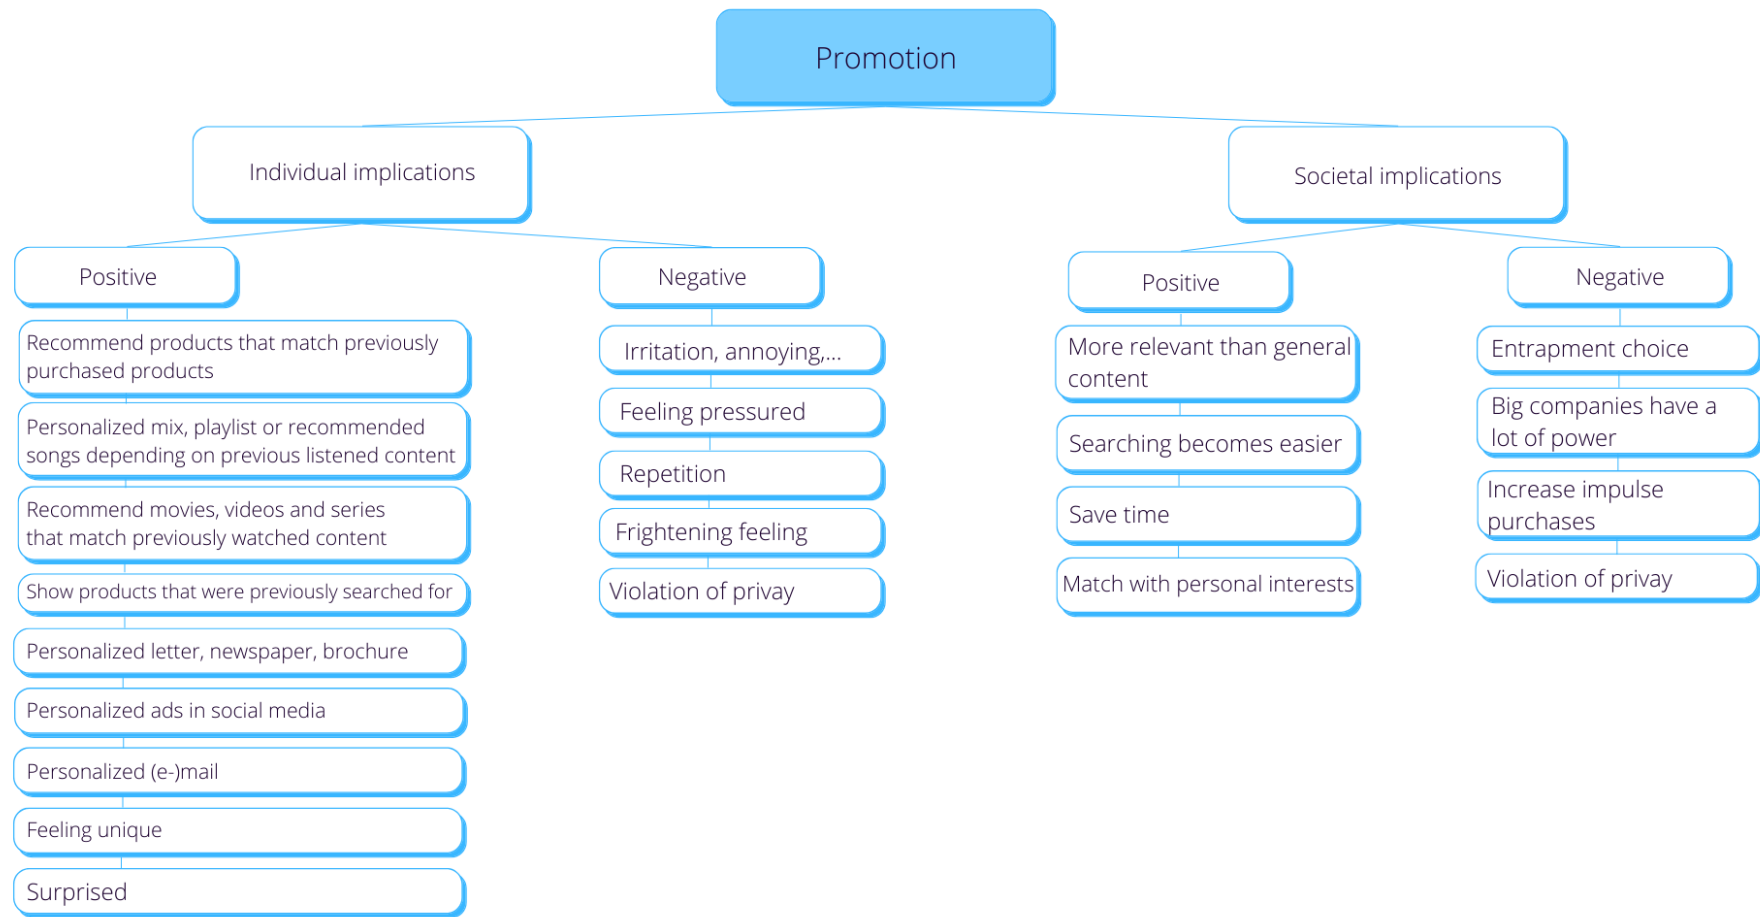 Promotion
Individual implications
Societal implications
Positive
Recommend products that match previously
purchased products
Personalized mix, playlist or recommended
songs depending on previous listened content
Recommend movies, videos and series
that match previously watched content
Show products that were previously searched for
Personalized letter, newspaper, brochure
Personalized ads in social media
Personalized (e-)mail
Feeling unique
Surprised
Negative
Irritation, annoying,...
Feeling pressured
Repetition
Frightening feeling
Violation of privay
Positive
More relevant than general
content
Searching becomes easier
Save time
Match with personal interests
Negative
Entrapment choice
Big companies have a
lot of power
Increase impulse
purchases
Violation of privay